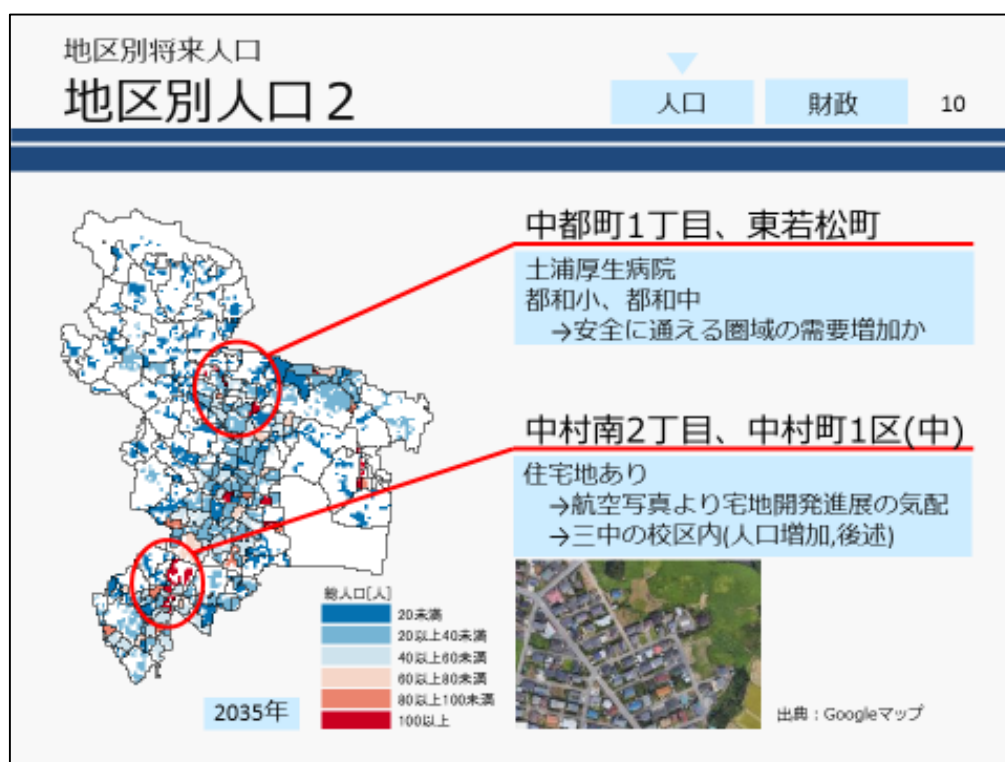 地区別将来人口
地区別人口2
人口
財政
10
中都町1丁目、東若松町
土浦厚生病院
都和小、都和中
→安全に通える圏域の需要増加か
中村南2丁目、中村町1区(中)
住宅地あり
→航空写真より宅地開発進展の気配
→三中の校区内(人口増加,後述)
総人口[人]
20未満
20以上40未満
40以上60未満
60以上80未満
80以上100未満
100以上
2035年
出典:Googleマップ